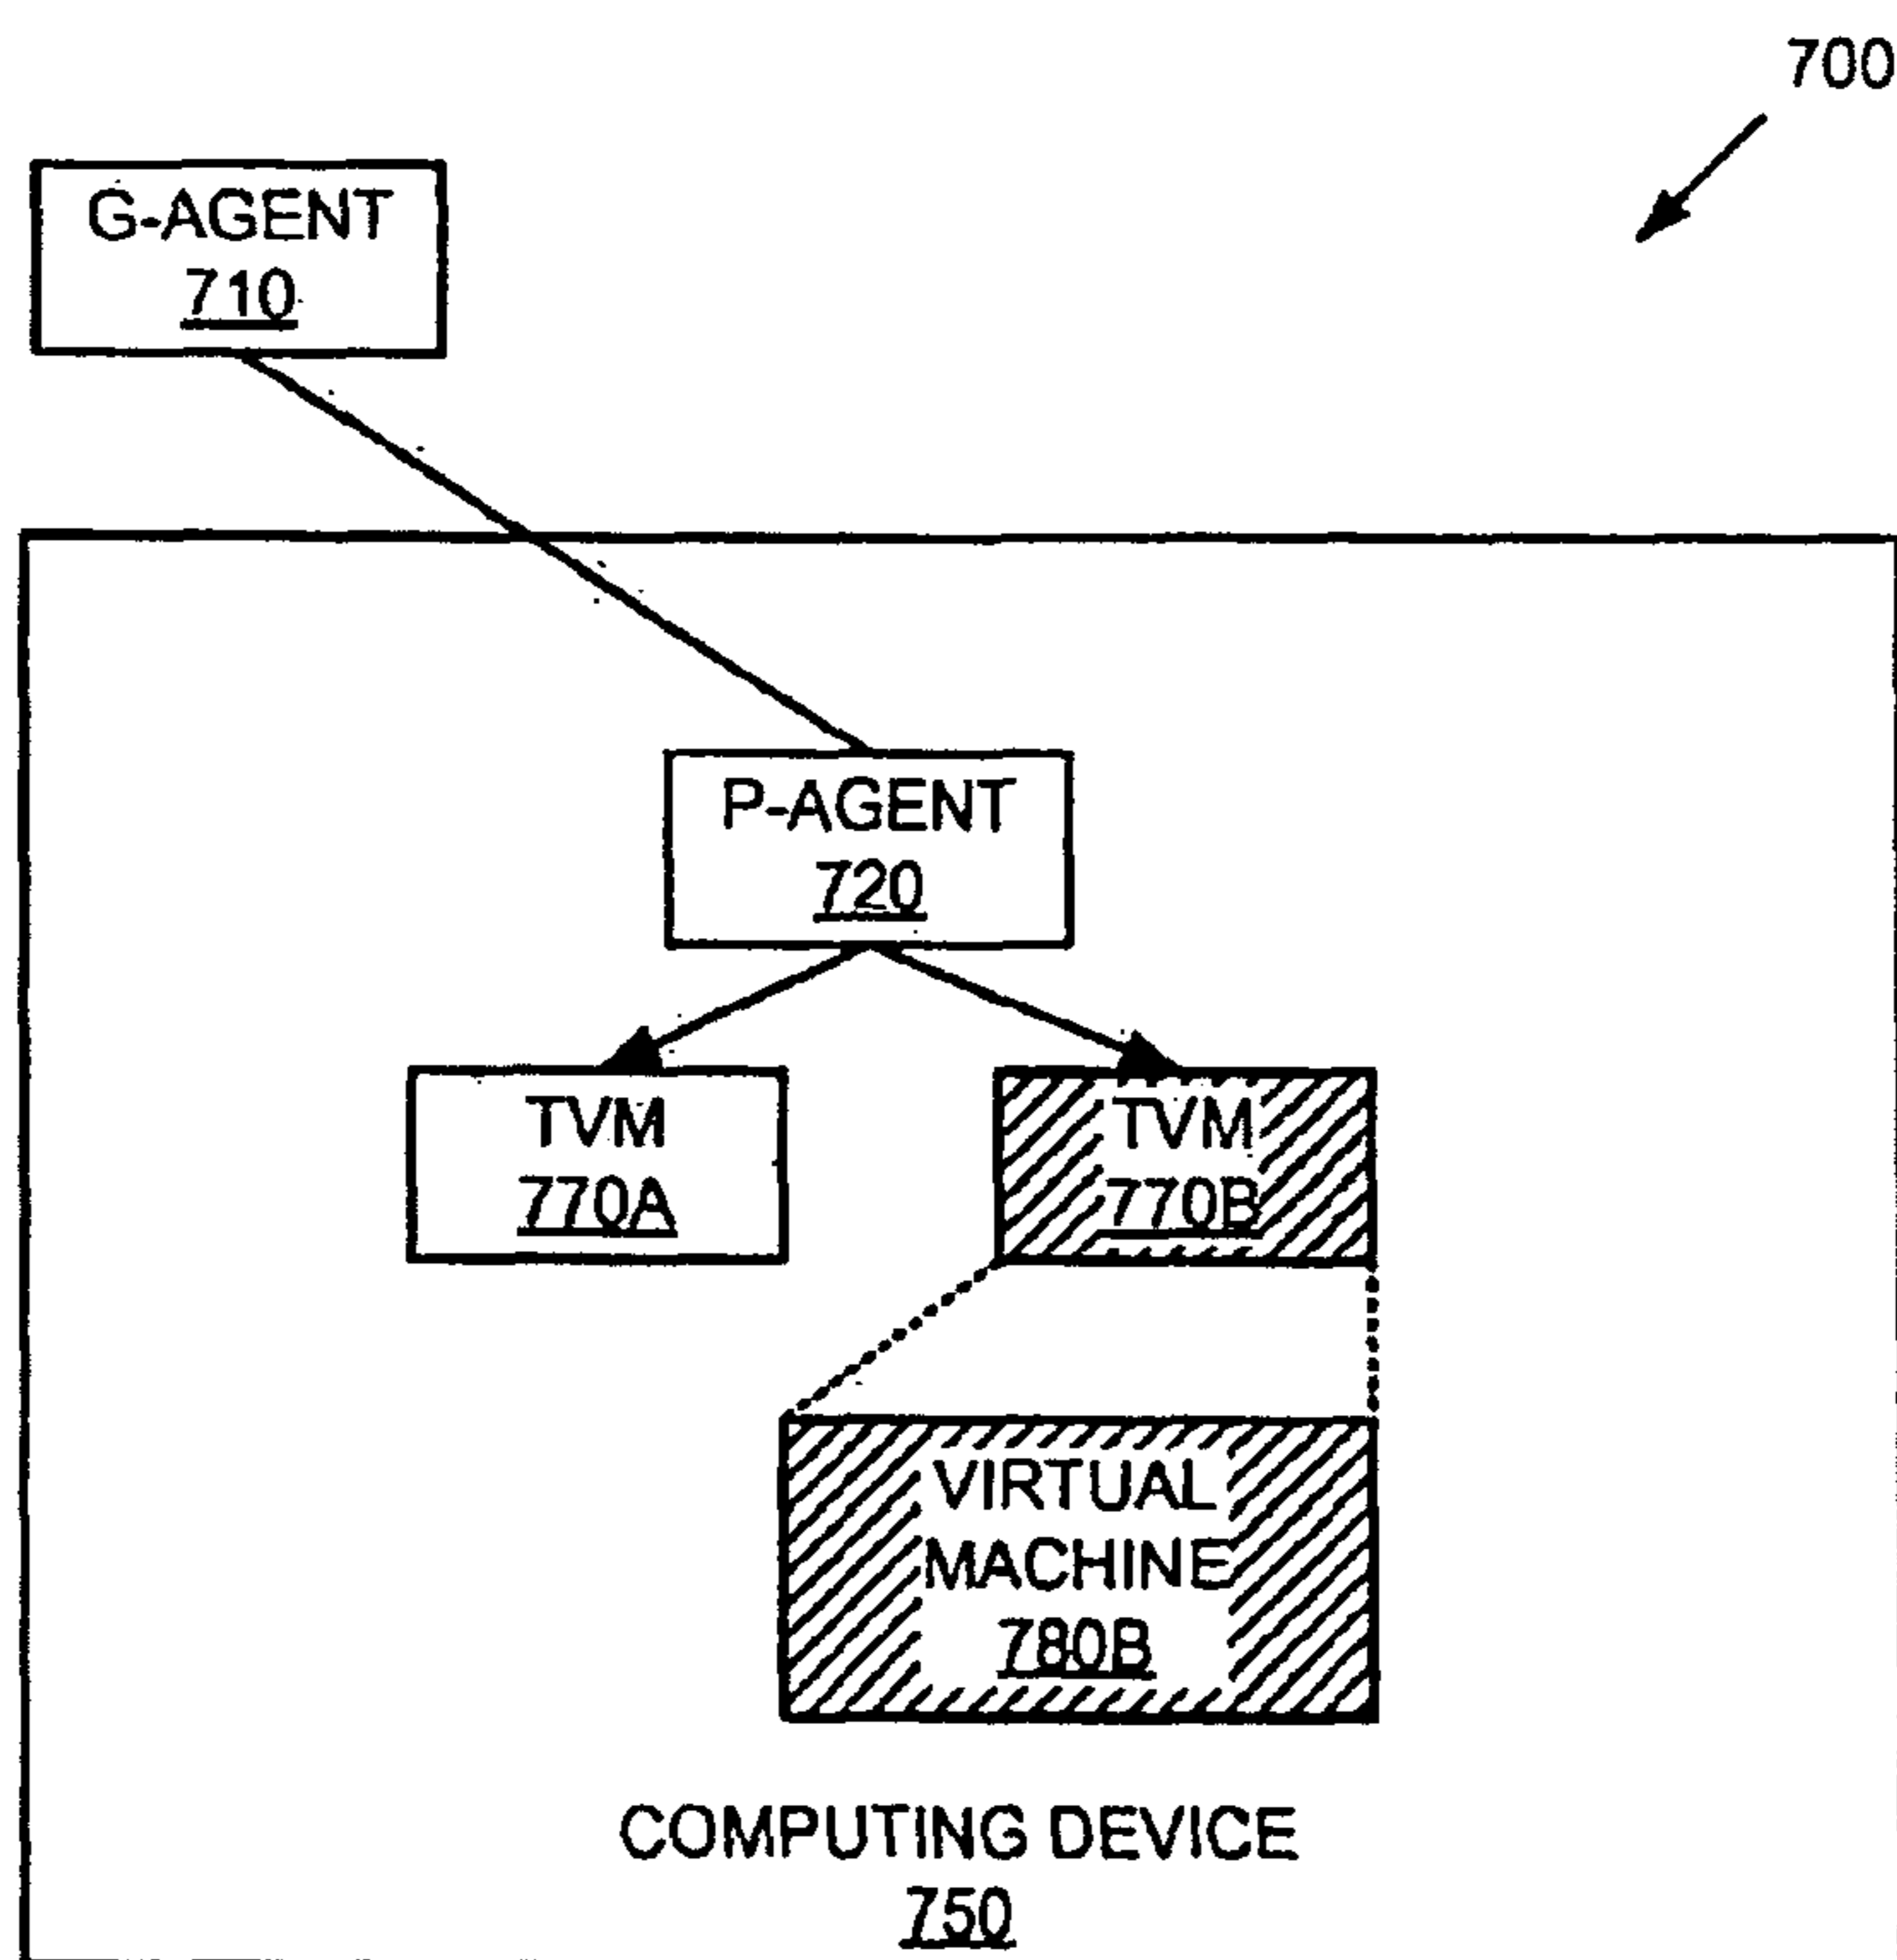 700
G-AGENT
710
P-AGENT
720
TVM
770A
TVM
770B
VIRTUAL
MACHINE
780B
COMPUTING DEVICE
750